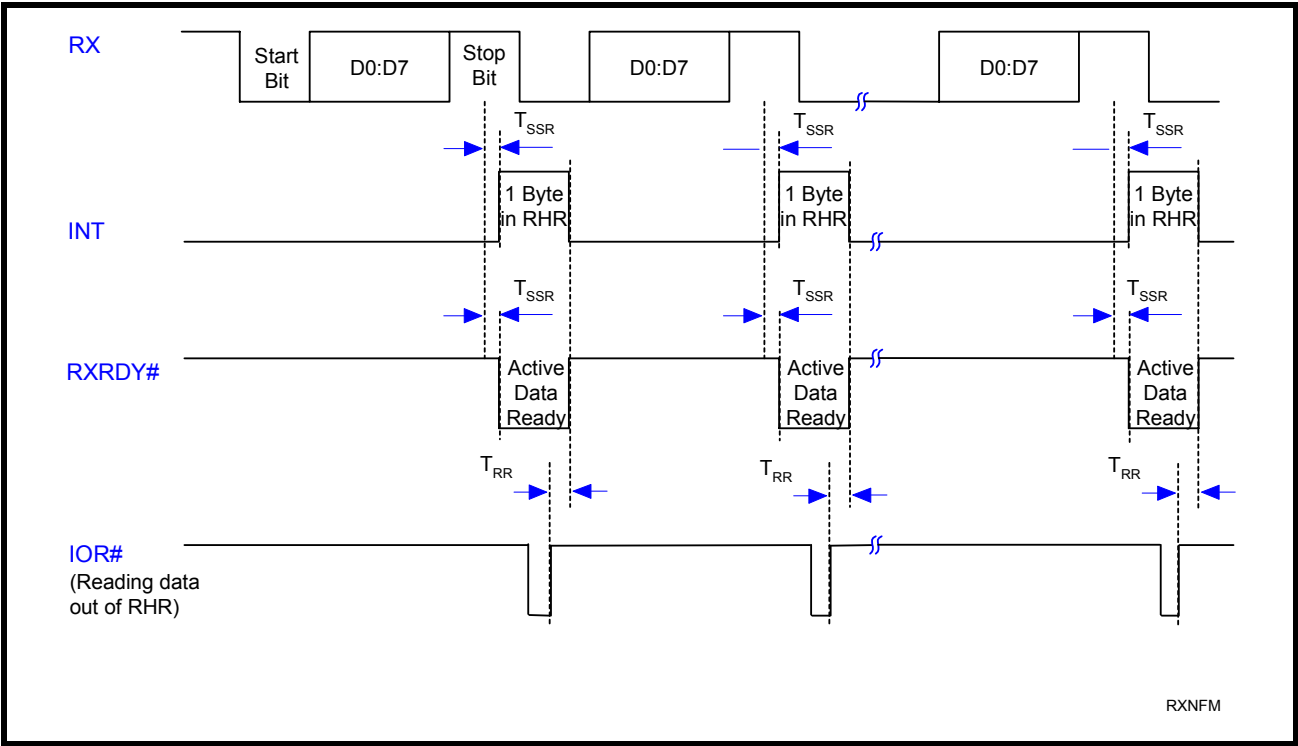 RX
Start
Bit
D0:D7
Stop
Bit
D0:D7
D0:D7
TSSR
TSSR
TSSR
INT
1 Byte
in RHR
1 Byte
in RHR
1 Byte
in RHR
TSSR
TSSR
TSSR
RXRDY#
Active
Data
Ready
Active
Data
Ready
Active
Data
Ready
TRR
TRR
TRR
IOR#
(Reading data
out of RHR)
RXNFM